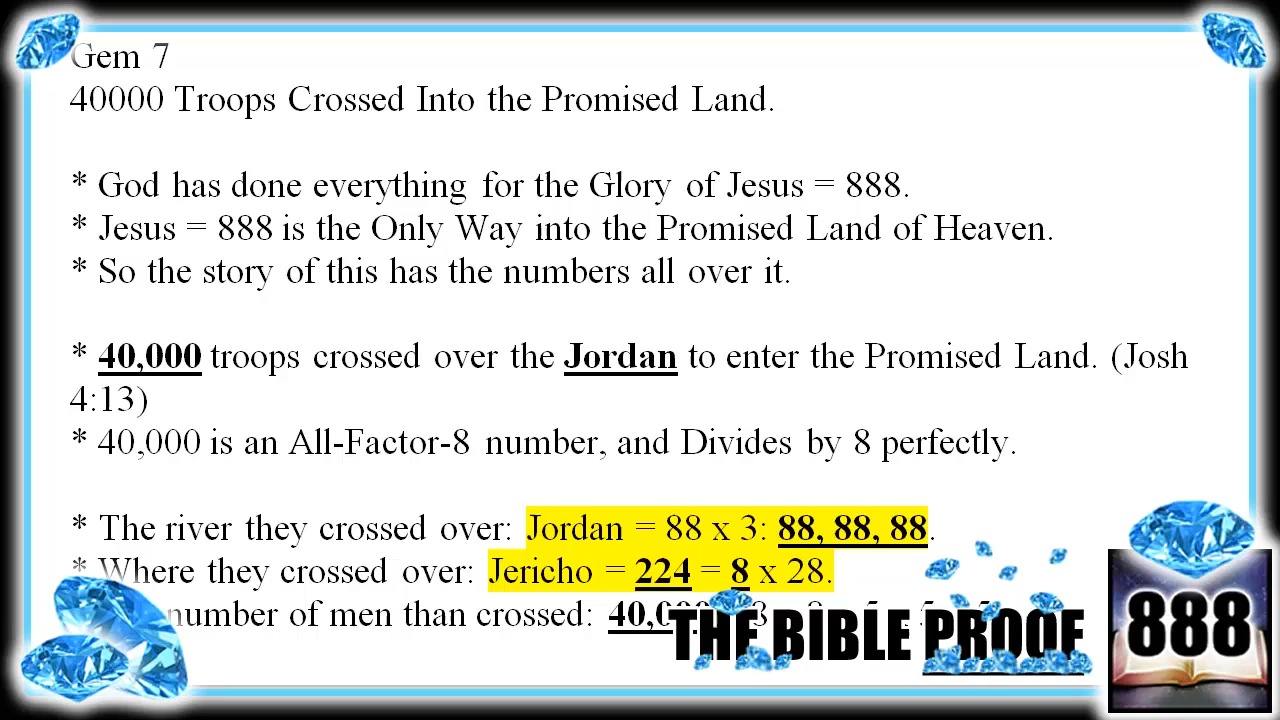 Gem 7
40000 Troops Crossed Into the Promised Land.
* God has done everything for the Glory of Jesus = 888.
* Jesus = 888 is the Only Way into the Promised Land of Heaven.
* So the story of this has the numbers all over it.
* 40,000 troops crossed over the Jordan to enter the Promised Land. (Josh
4:13)
* 40,000 is an All-Factor-8 number, and Divides by 8 perfectly.
* The river they crossed over: Jordan = 88 x 3: 88, 88, 88.
* Where they crossed over: Jericho = 224 = 8 x 28.
number of men than crossed: 40,000
THE BIBLE PROOF
888